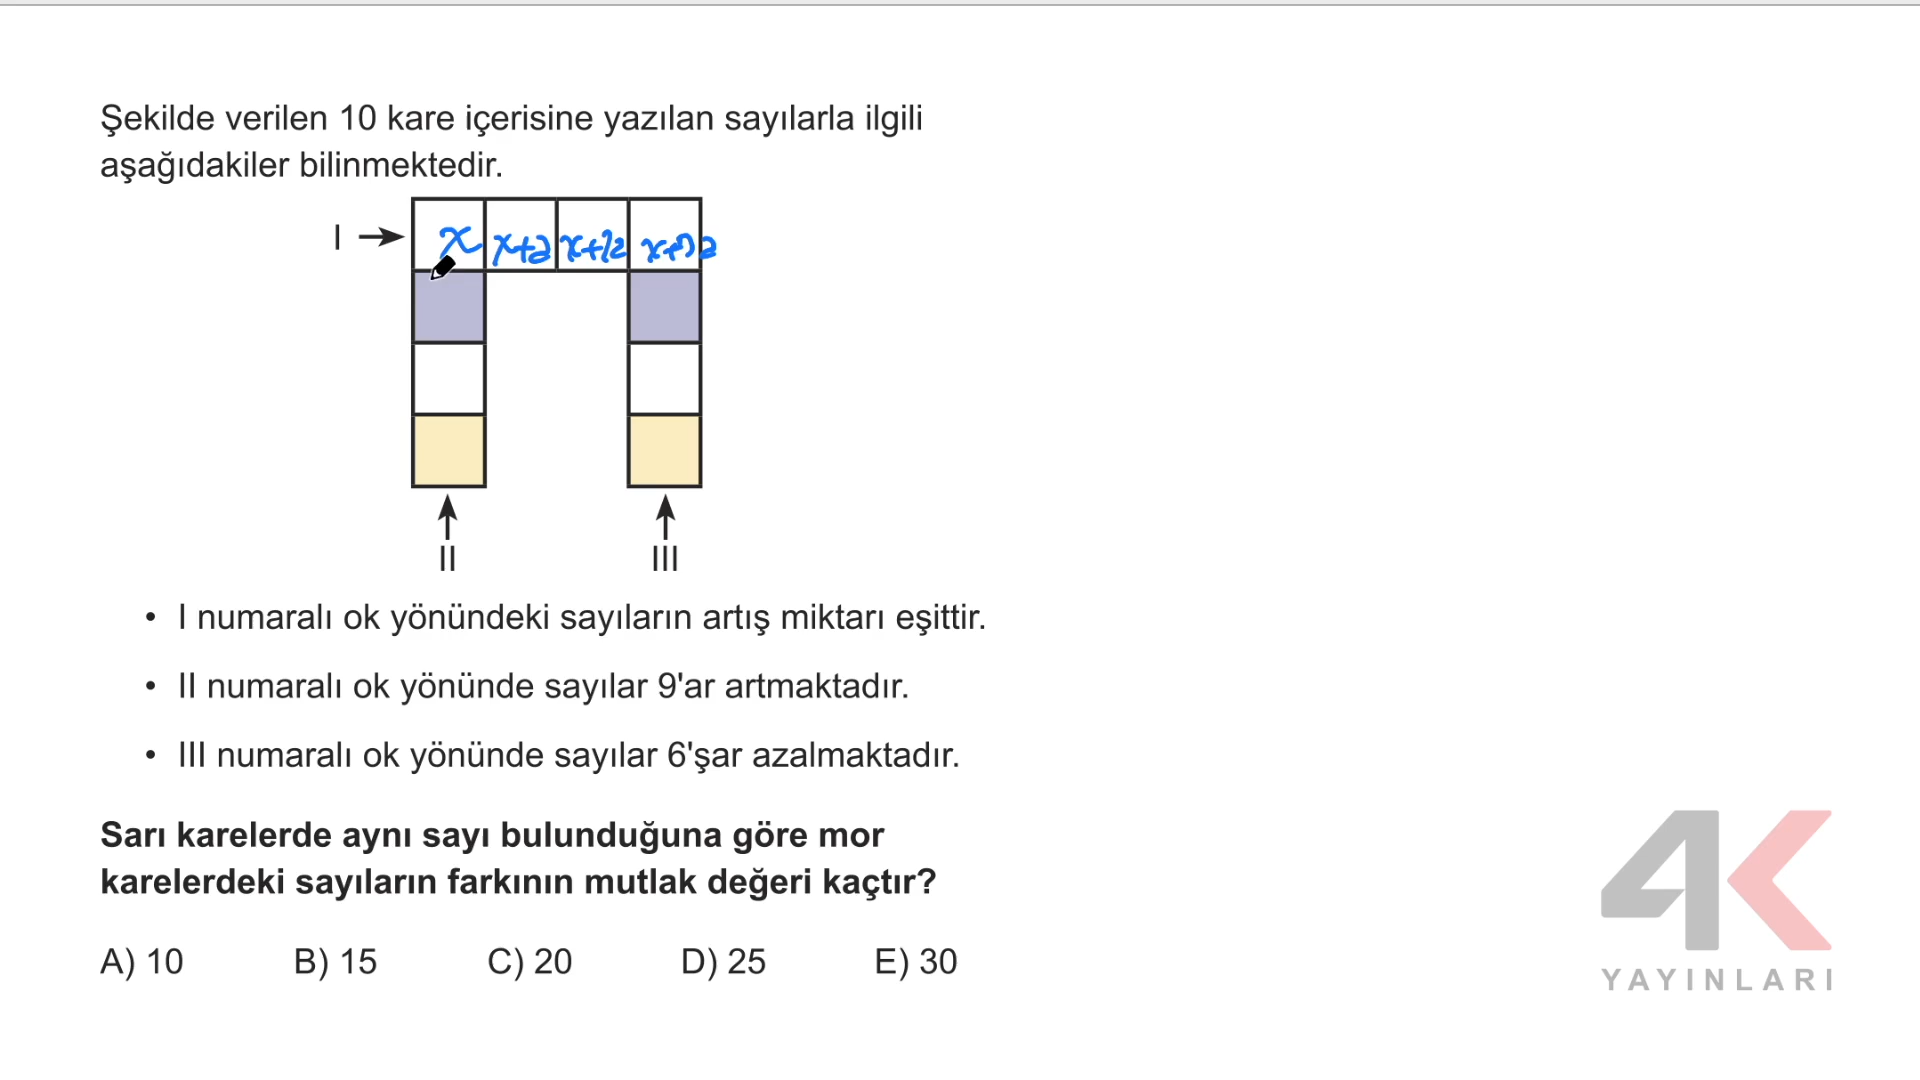 Şekilde verilen 10 kare içerisine yazılan sayılarla ilgili
aşağıdakiler bilinmektedir.
I
x x+a x+2a
II III
• I numaralı ok yönündeki sayıların artış miktarı eşittir.
• II numaralı ok yönünde sayılar 9'ar artmaktadır.
• III numaralı ok yönünde sayılar 6'şar azalmaktadır.
Sarı karelerde aynı sayı bulunduğuna göre mor
karelerdeki sayıların farkının mutlak değeri kaçtır?
A) 10 B) 15 C) 20 D) 25 E) 30
4K
YAYINLARI